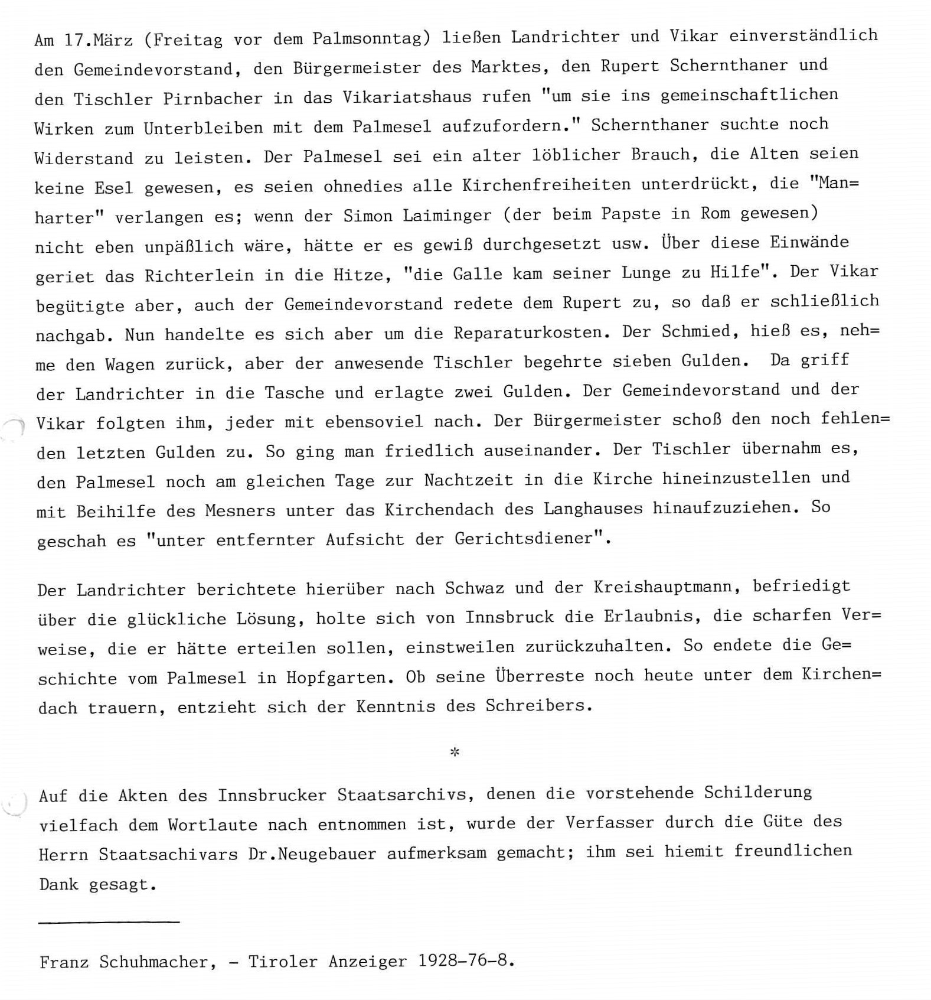 Am 17.März (Freitag vor dem Palmsonntag) ließen Landrichter und Vikar einverständlich
den Gemeindevorstand, den Bürgermeister des Marktes, den Rupert Schernthaner und
den Tischler Pirnbacher in das Vikariatshaus rufen "um sie ins gemeinschaftlichen
Wirken zum Unterbleiben mit dem Palmesel aufzufordern." Schernthaner suchte noch
Widerstand zu leisten. Der Palmesel sei ein alter löblicher Brauch, die Alten seien
keine Esel gewesen, es seien ohnedies alle Kirchenfreiheiten unterdrückt, die "Man=
harter" verlangen es; wenn der Simon Laiminger (der beim Papste in Rom gewesen)
nicht eben unpäßlich wäre, hätte er es gewiß durchgesetzt usw. Über diese Einwände
geriet das Richterlein in die Hitze, "die Galle kam seiner Lunge zu Hilfe". Der Vikar
begütigte aber, auch der Gemeindevorstand redete dem Rupert zu, so daß er schließlich
nachgab. Nun handelte es sich aber um die Reparaturkosten. Der Schmied, hieß es, neh=
me den Wagen zurück, aber der anwesende Tischler begehrte sieben Gulden.  Da griff
der Landrichter in die Tasche und erlagte zwei Gulden. Der Gemeindevorstand und der
Vikar folgten ihm, jeder mit ebensoviel nach. Der Bürgermeister schoß den noch fehlen=
den letzten Gulden zu. So ging man friedlich auseinander. Der Tischler übernahm es,
den Palmesel noch am gleichen Tage zur Nachtzeit in die Kirche hineinzustellen und
mit Beihilfe des Mesners unter das Kirchendach des Langhauses hinaufzuziehen. So
geschah es "unter entfernter Aufsicht der Gerichtsdiener".
Der Landrichter berichtete hierüber nach Schwaz und der Kreishauptmann, befriedigt
über die glückliche Lösung, holte sich von Innsbruck die Erlaubnis, die scharfen Ver=
weise, die er hätte erteilen sollen, einstweilen zurückzuhalten. So endete die Ge=
schichte vom Palmesel in Hopfgarten. Ob seine Überreste noch heute unter dem Kirchen=
dach trauern, entzieht sich der Kenntnis des Schreibers.
*
Auf die Akten des Innsbrucker Staatsarchivs, denen die vorstehende Schilderung
vielfach dem Wortlaute nach entnommen ist, wurde der Verfasser durch die Güte des
Herrn Staatsachivars Dr.Neugebauer aufmerksam gemacht; ihm sei hiemit freundlichen
Dank gesagt.
Franz Schuhmacher, – Tiroler Anzeiger 1928–76–8.